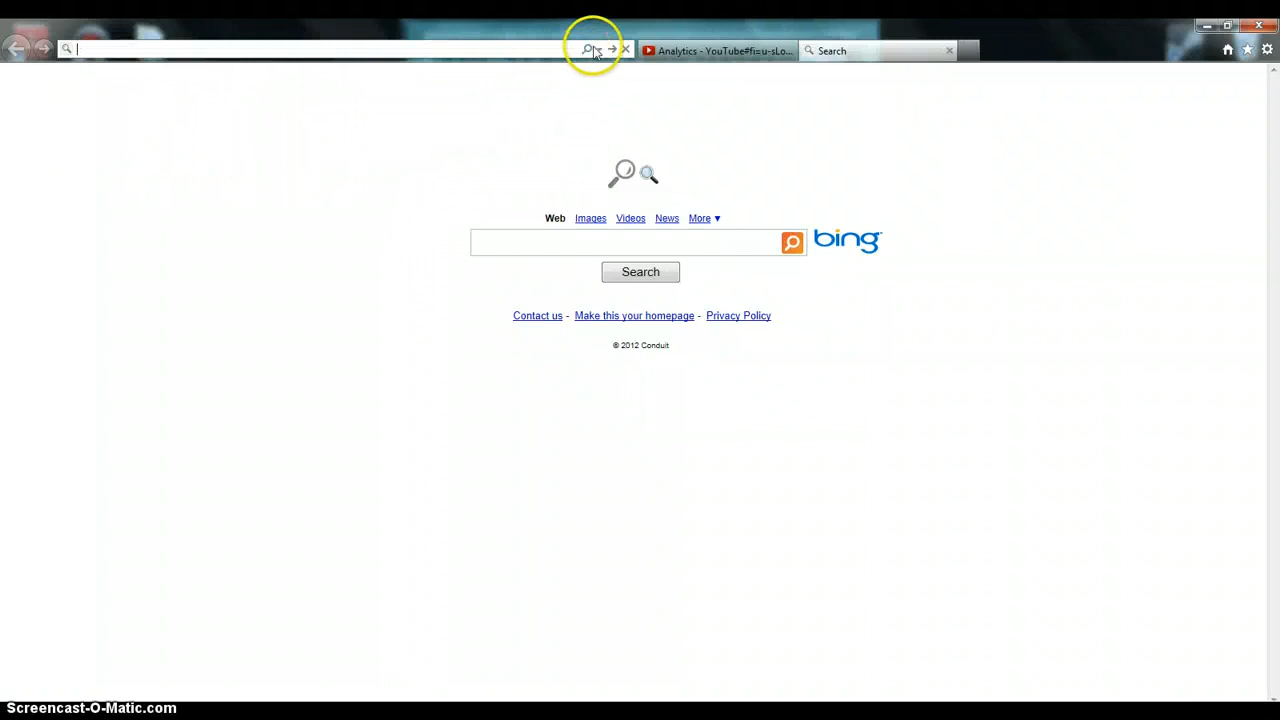 Analytics - YouTube#fi=u-sLo...
Search
Web Images Videos News More ▼
bing
Search
Contact us - Make this your homepage - Privacy Policy
© 2012 Conduit
Screencast-O-Matic.com